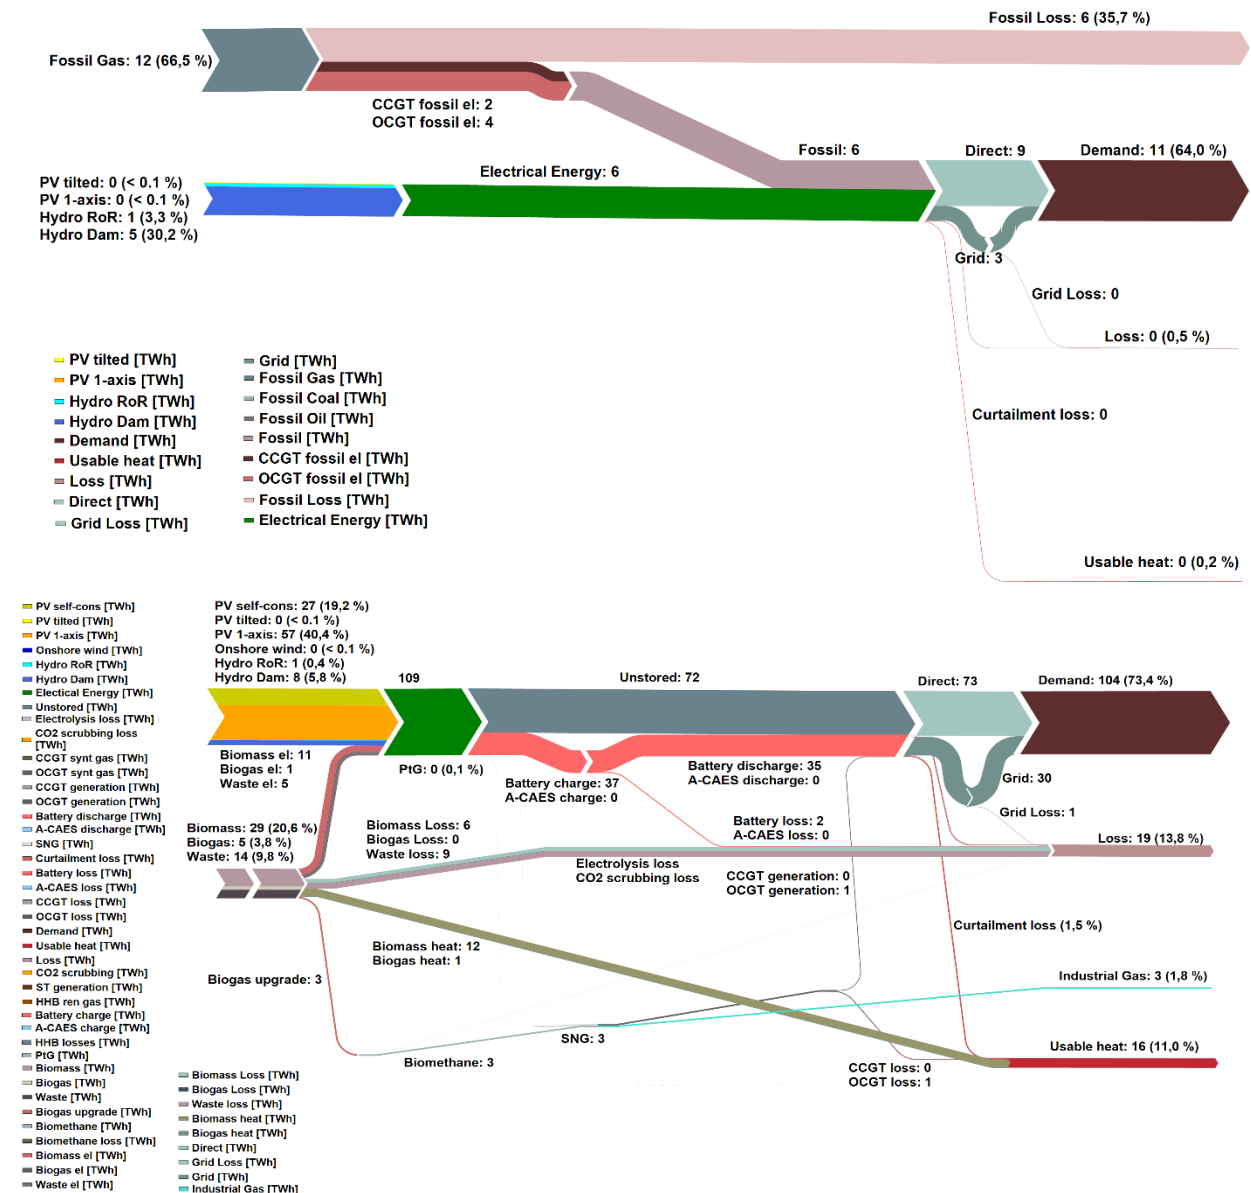 Fossil Loss: 6 (35,7 %)
Fossil Gas: 12 (66,5 %)
CCGT fossil el: 2
OCGT fossil el: 4
Fossil: 6
Direct: 9
Demand: 11 (64,0 %)
Electrical Energy: 6
PV tilted: 0 (< 0.1 %)
PV 1-axis: 0 (< 0.1 %)
Hydro RoR: 1 (3,3 %)
Hydro Dam: 5 (30,2 %)
Grid: 3
Grid Loss: 0
Loss: 0 (0,5 %)
Curtailment loss: 0
Usable heat: 0 (0,2 %)
PV tilted [TWh]
PV 1-axis [TWh]
Hydro RoR [TWh]
Hydro Dam [TWh]
Demand [TWh]
Usable heat [TWh]
Loss [TWh]
Direct [TWh]
Grid Loss [TWh]
Grid [TWh]
Fossil Gas [TWh]
Fossil Coal [TWh]
Fossil Oil [TWh]
Fossil [TWh]
CCGT fossil el [TWh]
OCGT fossil el [TWh]
Fossil Loss [TWh]
Electrical Energy [TWh]
PV self-cons [TWh]
PV tilted [TWh]
PV 1-axis [TWh]
Onshore wind [TWh]
Hydro RoR [TWh]
Hydro Dam [TWh]
Electical Energy [TWh]
Unstored [TWh]
Electrolysis loss [TWh]
CO2 scrubbing loss
[TWh]
CCGT synt gas [TWh]
OCGT synt gas [TWh]
CCGT generation [TWh]
OCGT generation [TWh]
Battery discharge [TWh]
A-CAES discharge [TWh]
SNG [TWh]
Curtailment loss [TWh]
Battery loss [TWh]
A-CAES loss [TWh]
CCGT loss [TWh]
OCGT loss [TWh]
Demand [TWh]
Usable heat [TWh]
Loss [TWh]
CO2 scrubbing [TWh]
ST generation [TWh]
HHB ren gas [TWh]
Battery charge [TWh]
A-CAES charge [TWh]
HHB losses [TWh]
PtG [TWh]
Biomass [TWh]
Biogas [TWh]
Waste [TWh]
Biogas upgrade [TWh]
Biomethane [TWh]
Biomethane loss [TWh]
Biomass el [TWh]
Biogas el [TWh]
Waste el [TWh]
Biomass Loss [TWh]
Biogas Loss [TWh]
Waste loss [TWh]
Biomass heat [TWh]
Biogas heat [TWh]
Direct [TWh]
Grid Loss [TWh]
Grid [TWh]
Industrial Gas [TWh]
PV self-cons: 27 (19,2 %)
PV tilted: 0 (< 0.1 %)
PV 1-axis: 57 (40,4 %)
Onshore wind: 0 (< 0.1 %)
Hydro RoR: 1 (0,4 %)
Hydro Dam: 8 (5,8 %)
109
Unstored: 72
Direct: 73
Demand: 104 (73,4 %)
Biomass el: 11
Biogas el: 1
Waste el: 5
PtG: 0 (0,1 %)
Battery charge: 37
A-CAES charge: 0
Battery discharge: 35
A-CAES discharge: 0
Grid: 30
Grid Loss: 1
Biomass: 29 (20,6 %)
Biogas: 5 (3,8 %)
Waste: 14 (9,8 %)
Biomass Loss: 6
Biogas Loss: 0
Waste loss: 9
Battery loss: 2
A-CAES loss: 0
Loss: 19 (13,8 %)
Electrolysis loss
CO2 scrubbing loss
CCGT generation: 0
OCGT generation: 1
Curtailment loss (1,5 %)
Biomass heat: 12
Biogas heat: 1
Biogas upgrade: 3
Industrial Gas: 3 (1,8 %)
SNG: 3
Biomethane: 3
Usable heat: 16 (11,0 %)
CCGT loss: 0
OCGT loss: 1